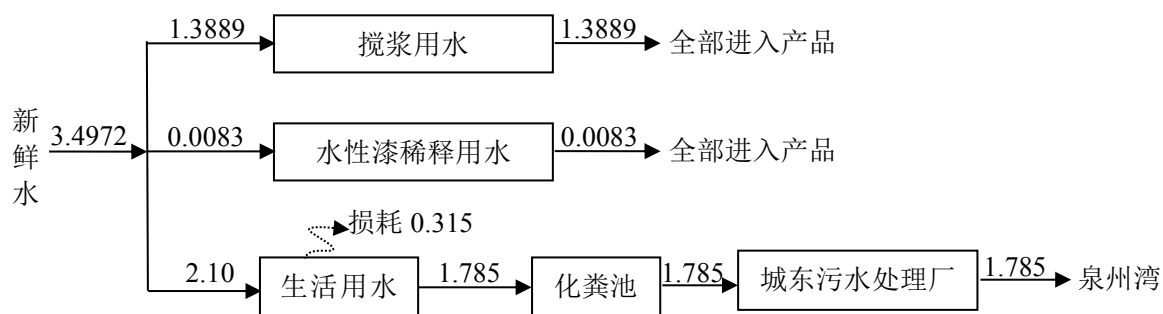 1.3889 搅浆用水 1.3889 全部进入产品
新鲜水 3.4972 0.0083 水性漆稀释用水 0.0083 全部进入产品
损耗 0.315
2.10 生活用水 1.785 化粪池 1.785 城东污水处理厂 1.785 泉州湾